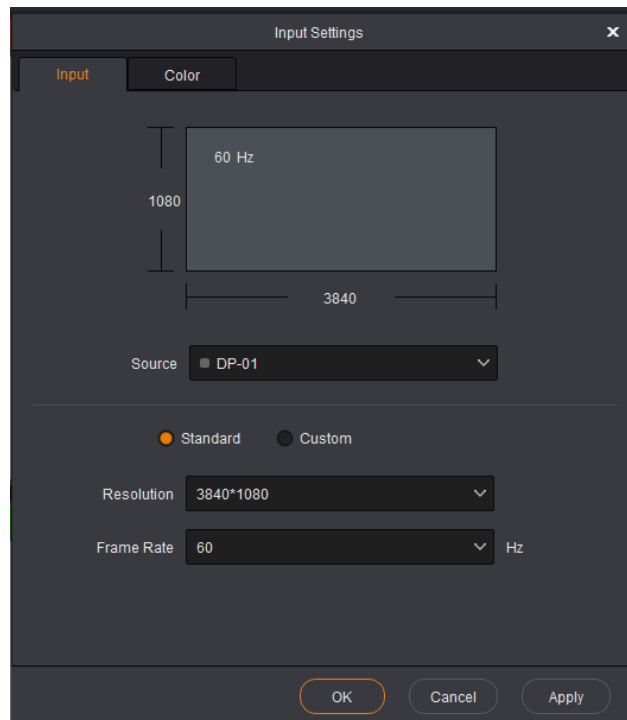 Input Settings
Input Color
60 Hz
1080
3840
Source DP-01
Standard Custom
Resolution 3840*1080
Frame Rate 60 Hz
OK Cancel Apply